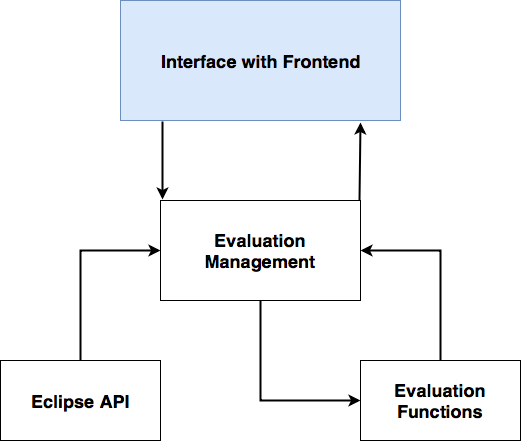 Interface with Frontend
Evaluation
Management
Eclipse API
Evaluation
Functions